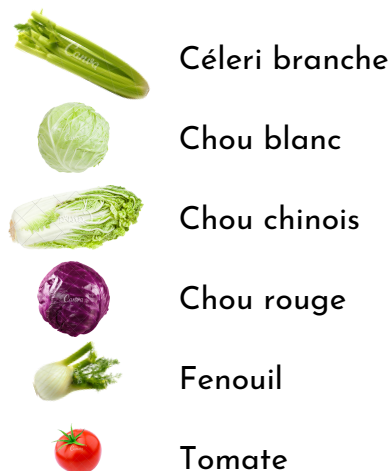 Céleri branche
Chou blanc
Chou chinois
Chou rouge
Fenouil
Tomate